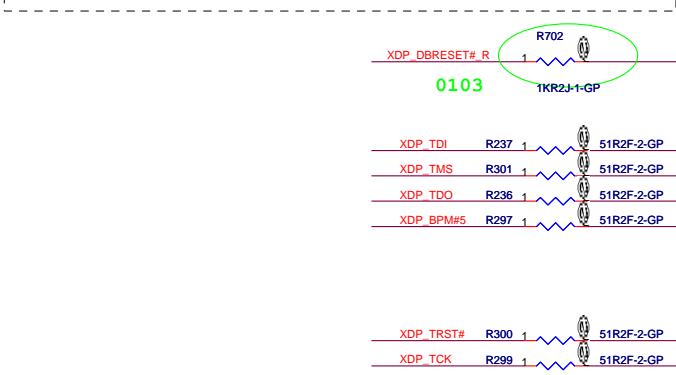 R702
XDP_DBRESET#_R 1
0103 1KR2J-1-GP
XDP_TDI R237 1 51R2F-2-GP
XDP_TMS R301 1 51R2F-2-GP
XDP_TDO R236 1 51R2F-2-GP
XDP_BPM#5 R297 1 51R2F-2-GP
XDP_TRST# R300 1 51R2F-2-GP
XDP_TCK R299 1 51R2F-2-GP